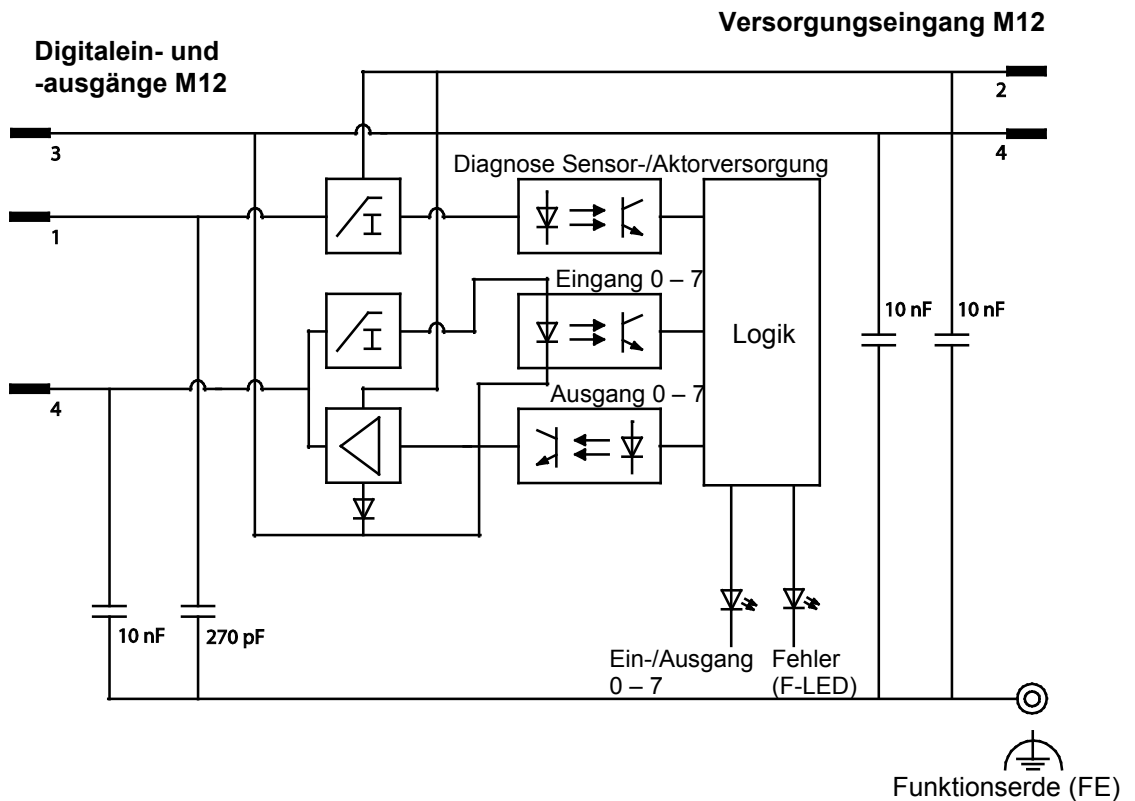 Versorgungseingang M12
Digitalein- und
-ausgänge M12
2
3
4
Diagnose Sensor-/Aktorversorgung
1
Eingang 0 – 7
10 nF
10 nF
Logik
4
Ausgang 0 – 7
10 nF
270 pF
Ein-/Ausgang
0 – 7
Fehler
(F-LED)
Funktionserde (FE)